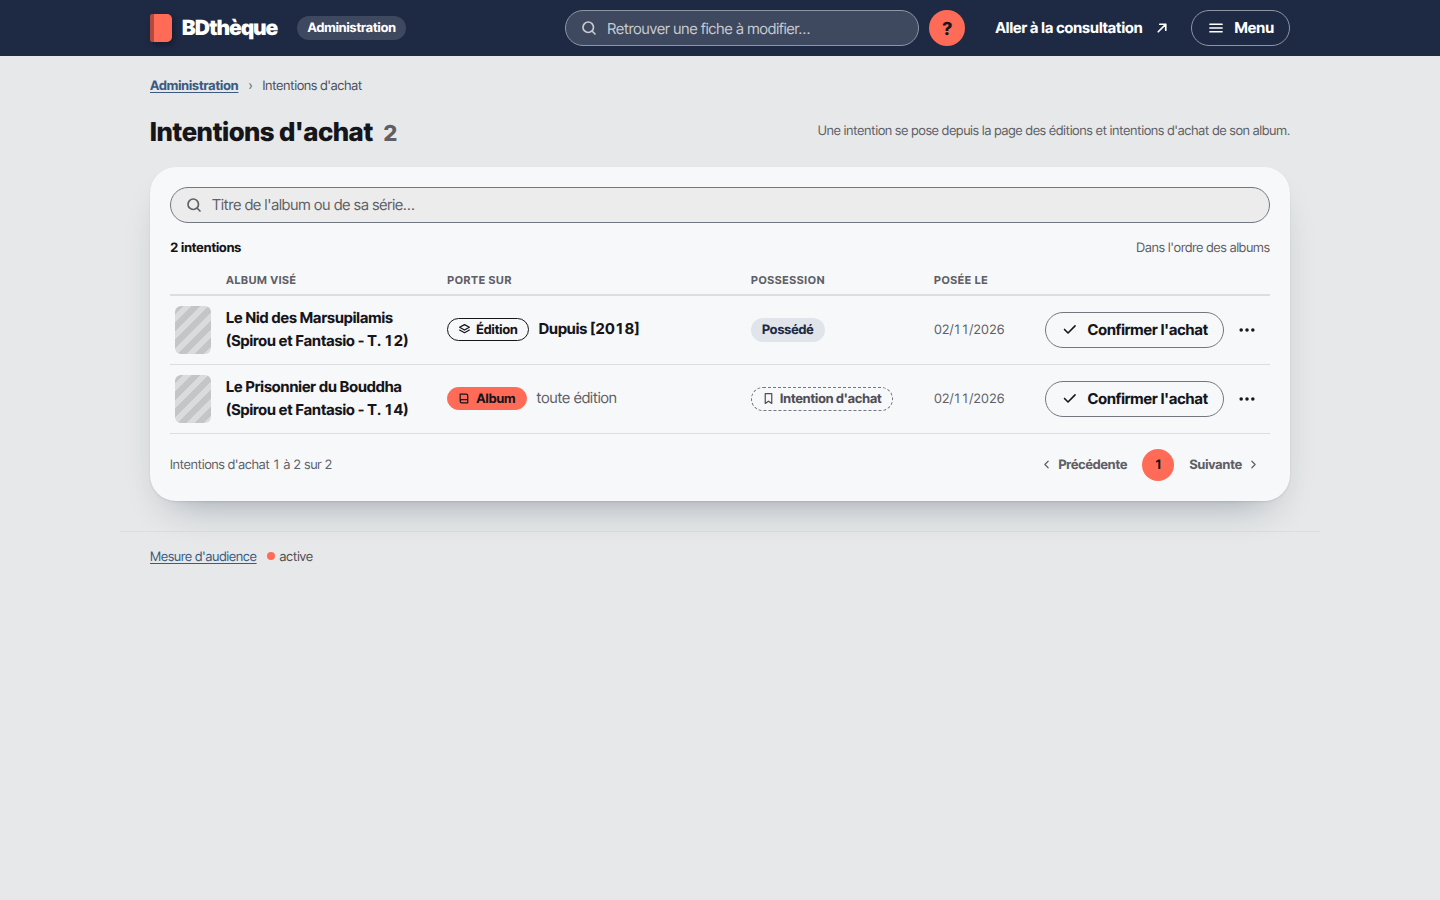 BDthèque
Administration
Retrouver une fiche à modifier...
?
Aller à la consultation
Menu
Administration › Intentions d'achat
Intentions d'achat 2
Une intention se pose depuis la page des éditions et intentions d'achat de son album.
Titre de l'album ou de sa série...
2 intentions
Dans l'ordre des albums
ALBUM VISÉ
PORTE SUR
POSSESSION
POSÉE LE
Le Nid des Marsupilamis
(Spirou et Fantasio - T. 12)
Édition
Dupuis [2018]
Possédé
02/11/2026
Confirmer l'achat
Le Prisonnier du Bouddha
(Spirou et Fantasio - T. 14)
Album
toute édition
Intention d'achat
02/11/2026
Confirmer l'achat
Intentions d'achat 1 à 2 sur 2
Précédente
1
Suivante
Mesure d'audience
active